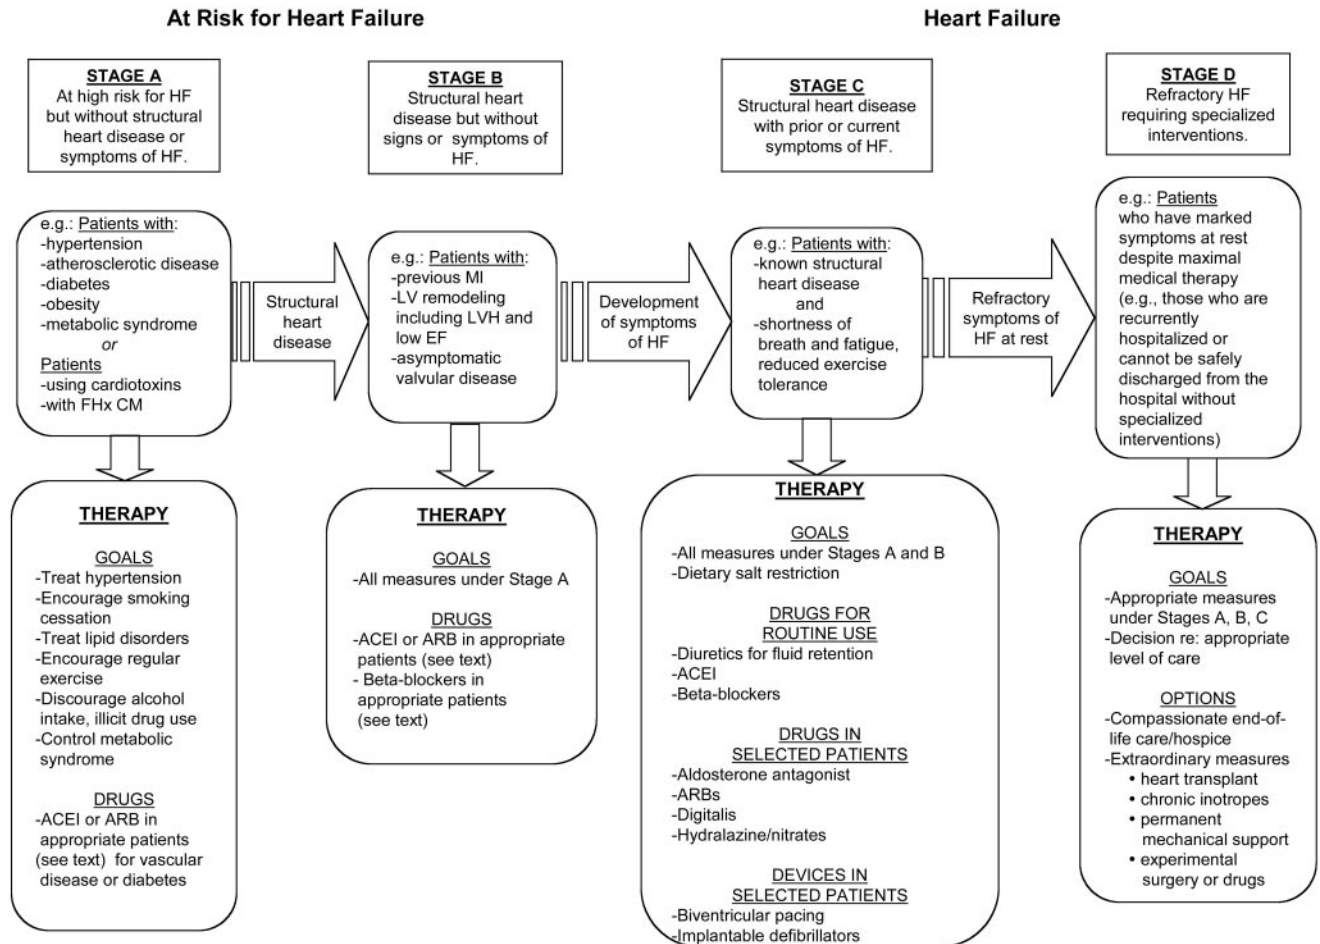 At Risk for Heart Failure
Heart Failure
STAGE A
At high risk for HF
but without structural
heart disease or
symptoms of HF.
STAGE B
Structural heart
disease but without
signs or symptoms of
HF.
STAGE C
Structural heart disease
with prior or current
symptoms of HF.
STAGE D
Refractory HF
requiring specialized
interventions.
e.g.: Patients with:
-hypertension
-atherosclerotic disease
-diabetes
-obesity
-metabolic syndrome
or
Patients
-using cardiotoxins
-with FHx CM
Structural
heart
disease
e.g.: Patients with:
-previous MI
-LV remodeling
including LVH and
low EF
-asymptomatic
valvular disease
Development
of symptoms
of HF
e.g.: Patients with:
-known structural
heart disease
and
-shortness of
breath and fatigue,
reduced exercise
tolerance
Refractory
symptoms of
HF at rest
e.g.: Patients
who have marked
symptoms at rest
despite maximal
medical therapy
(e.g., those who are
recurrently
hospitalized or
cannot be safely
discharged from the
hospital without
specialized
interventions)
THERAPY
GOALS
-Treat hypertension
-Encourage smoking
cessation
-Treat lipid disorders
-Encourage regular
exercise
-Discourage alcohol
intake, illicit drug use
-Control metabolic
syndrome
DRUGS
-ACEI or ARB in
appropriate patients
(see text) for vascular
disease or diabetes
THERAPY
GOALS
-All measures under Stage A
DRUGS
-ACEI or ARB in appropriate
patients (see text)
- Beta-blockers in
appropriate patients
(see text)
THERAPY
GOALS
-All measures under Stages A and B
-Dietary salt restriction
DRUGS FOR
ROUTINE USE
-Diuretics for fluid retention
-ACEI
-Beta-blockers
DRUGS IN
SELECTED PATIENTS
-Aldosterone antagonist
-ARBs
-Digitalis
-Hydralazine/nitrates
DEVICES IN
SELECTED PATIENTS
-Biventricular pacing
-Implantable defibrillators
THERAPY
GOALS
-Appropriate measures
under Stages A, B, C
-Decision re: appropriate
level of care
OPTIONS
-Compassionate end-of-
life care/hospice
-Extraordinary measures
• heart transplant
• chronic inotropes
• permanent
mechanical support
• experimental
surgery or drugs